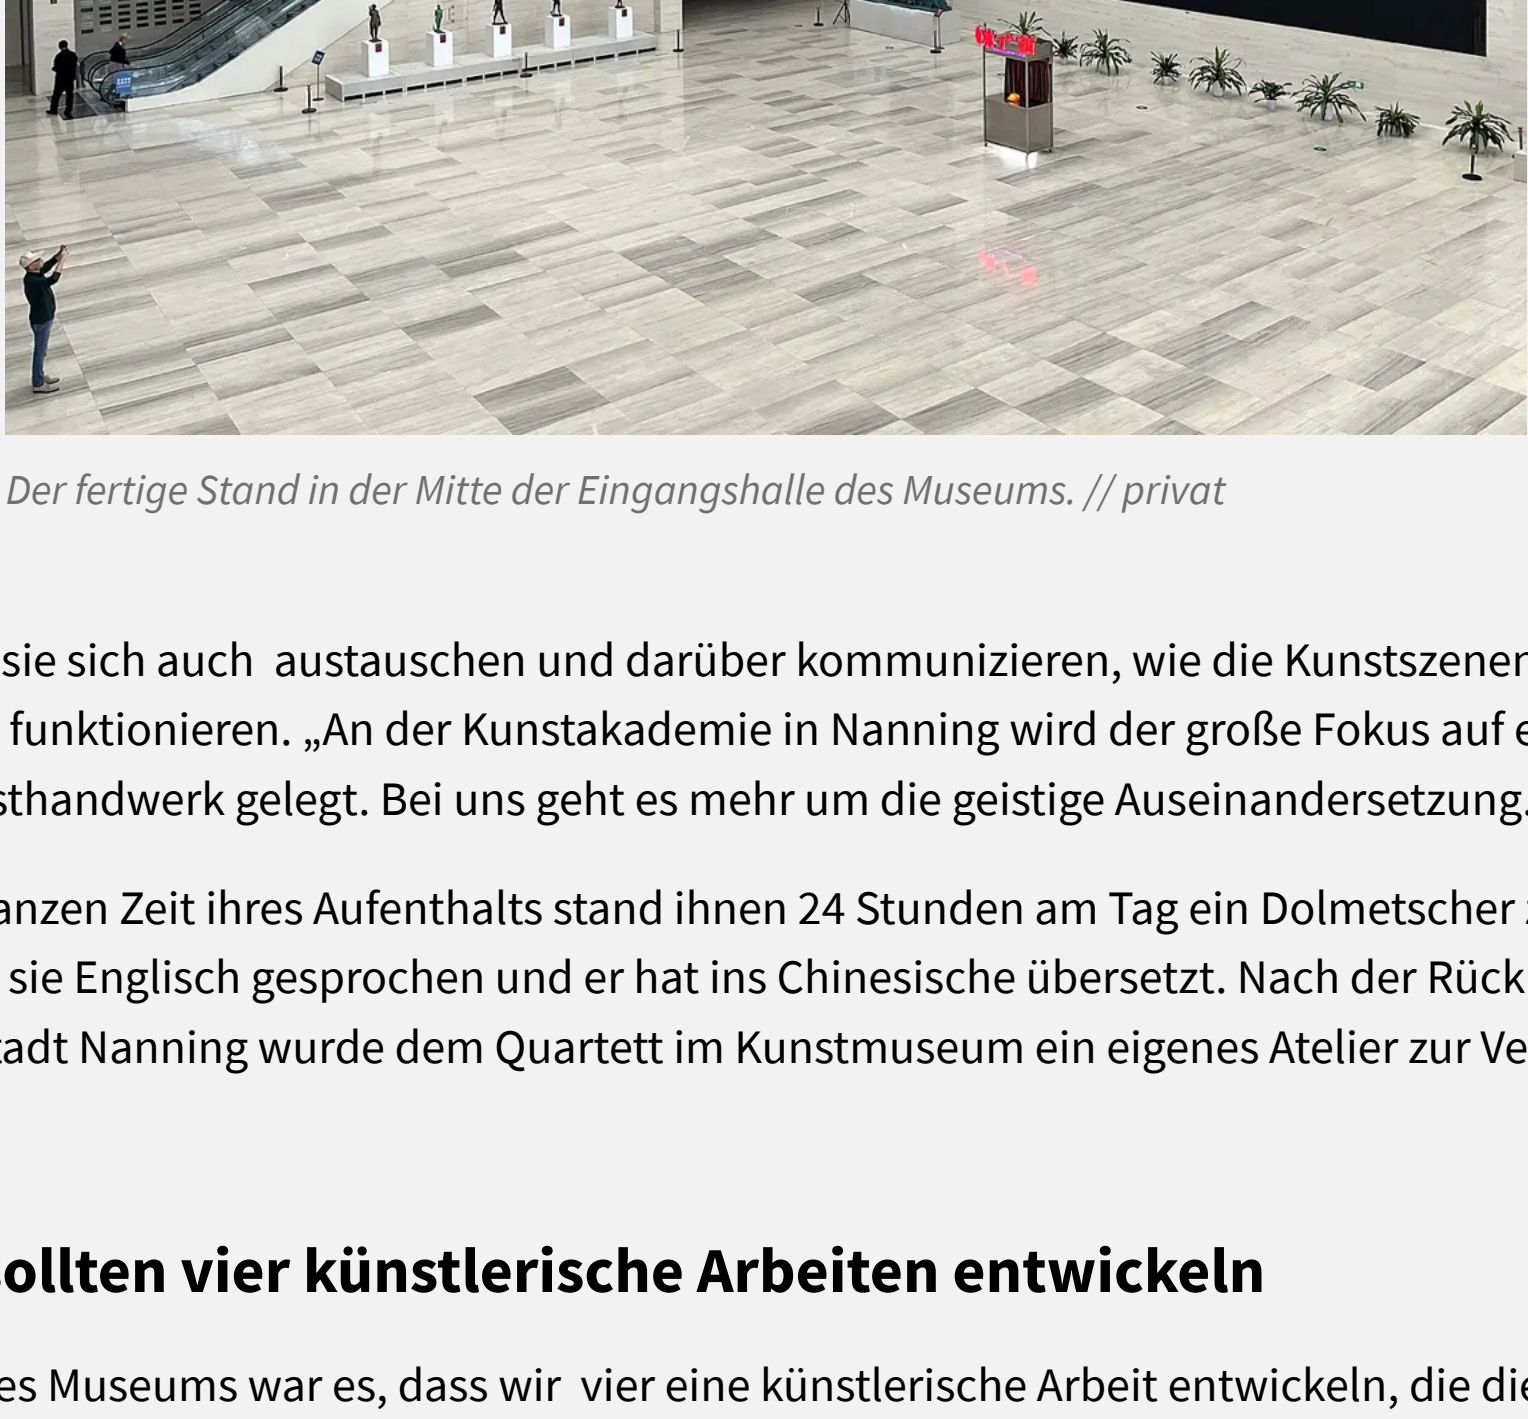 Der fertige Stand in der Mitte der Eingangshalle des Museums. // privat
sie sich auch  austauschen und darüber kommunizieren, wie die Kunstszenen
funktionieren. „An der Kunstakademie in Nanning wird der große Fokus auf e
sthandwerk gelegt. Bei uns geht es mehr um die geistige Auseinandersetzung.
anzen Zeit ihres Aufenthalts stand ihnen 24 Stunden am Tag ein Dolmetscher z
sie Englisch gesprochen und er hat ins Chinesische übersetzt. Nach der Rück
tadt Nanning wurde dem Quartett im Kunstmuseum ein eigenes Atelier zur Ve
sollten vier künstlerische Arbeiten entwickeln
es Museums war es, dass wir  vier eine künstlerische Arbeit entwickeln, die die